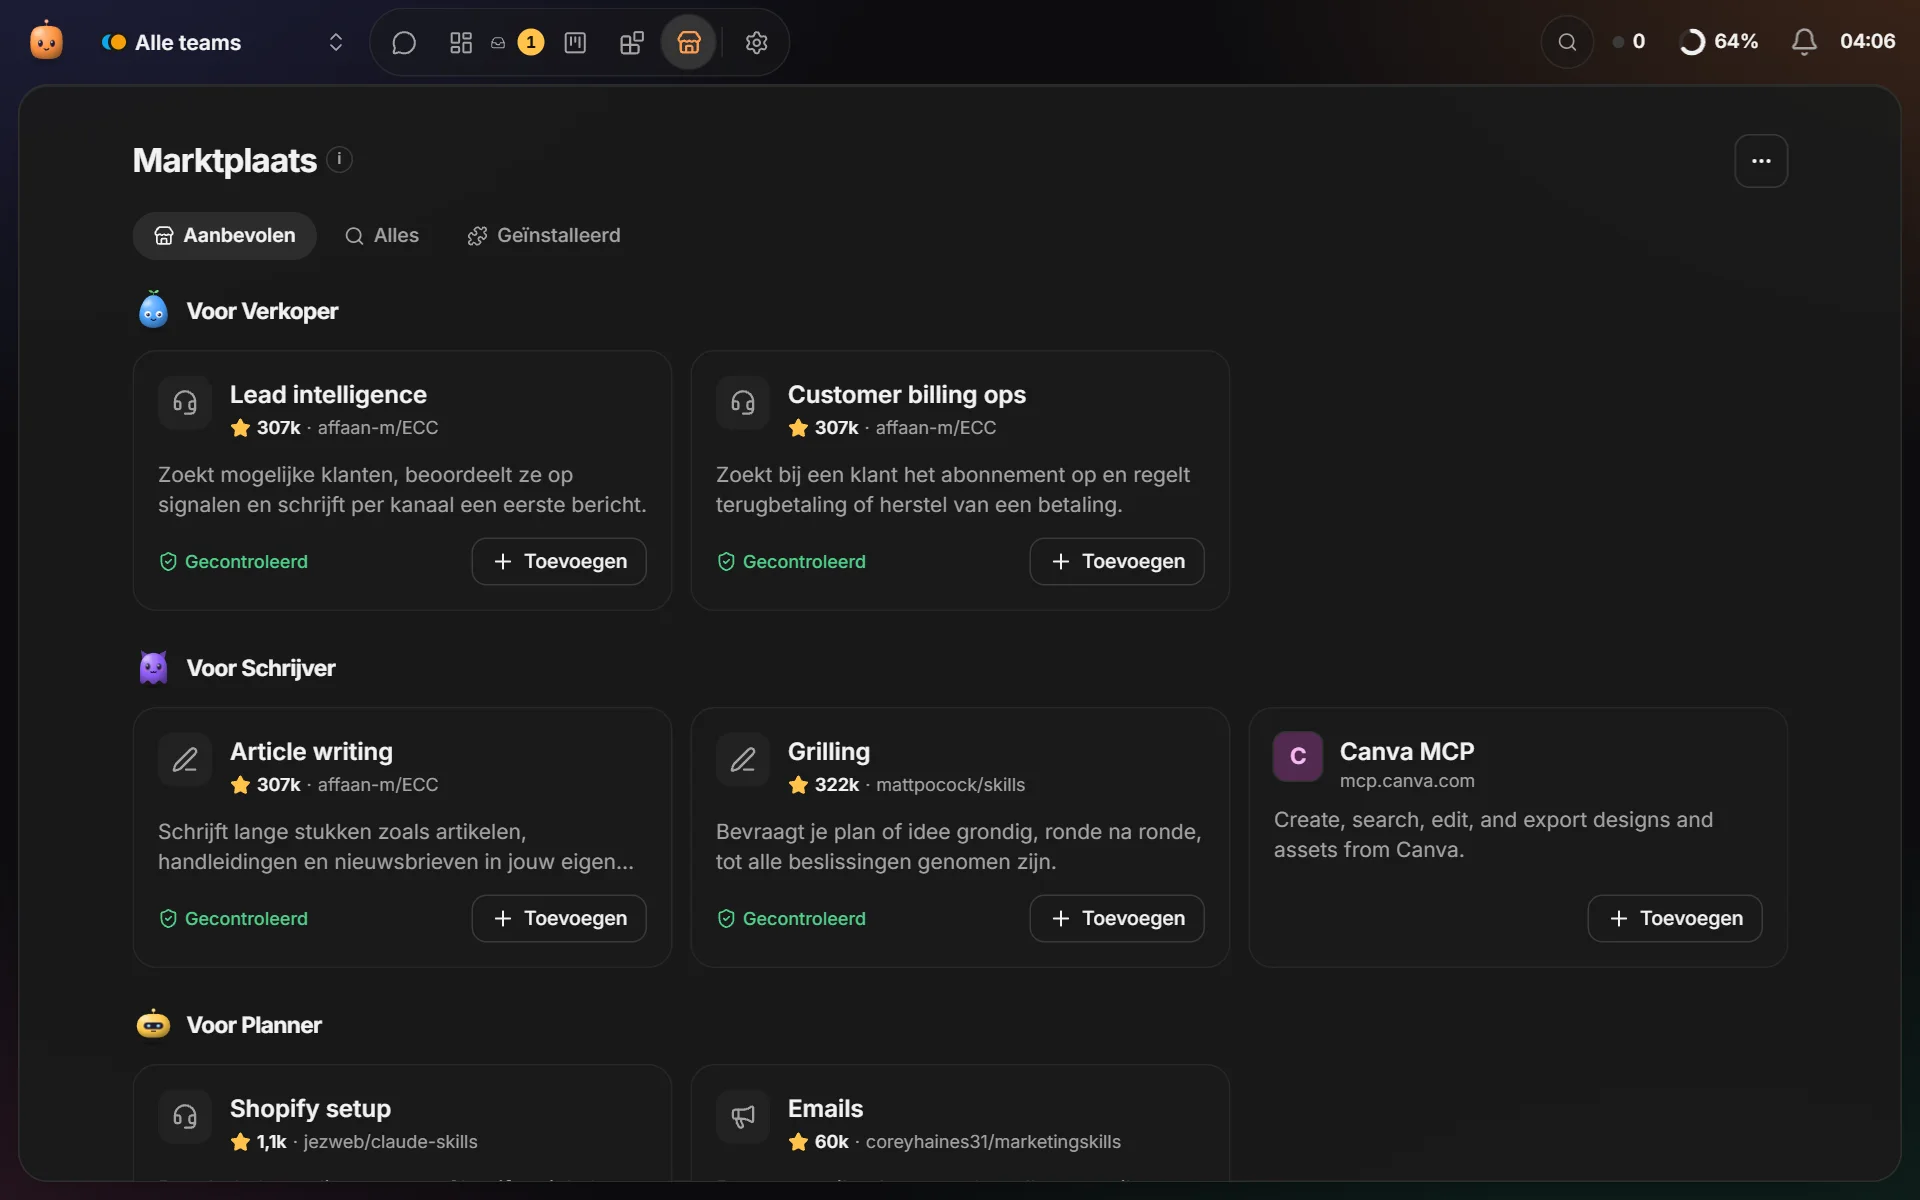 Alle teams
1
0
64%
04:06
Marktplaats
Aanbevolen
Alles
Geïnstalleerd
Voor Verkoper
Lead intelligence
307k · affaan-m/ECC
Zoekt mogelijke klanten, beoordeelt ze op
signalen en schrijft per kanaal een eerste bericht.
Gecontroleerd
+ Toevoegen
Customer billing ops
307k · affaan-m/ECC
Zoekt bij een klant het abonnement op en regelt
terugbetaling of herstel van een betaling.
Gecontroleerd
+ Toevoegen
Voor Schrijver
Article writing
307k · affaan-m/ECC
Schrijft lange stukken zoals artikelen,
handleidingen en nieuwsbrieven in jouw eigen...
Gecontroleerd
+ Toevoegen
Grilling
322k · mattpocock/skills
Bevraagt je plan of idee grondig, ronde na ronde,
tot alle beslissingen genomen zijn.
Gecontroleerd
+ Toevoegen
C
Canva MCP
mcp.canva.com
Create, search, edit, and export designs and
assets from Canva.
+ Toevoegen
Voor Planner
Shopify setup
1,1k · jezweb/claude-skills
Emails
60k · coreyhaines31/marketingskills